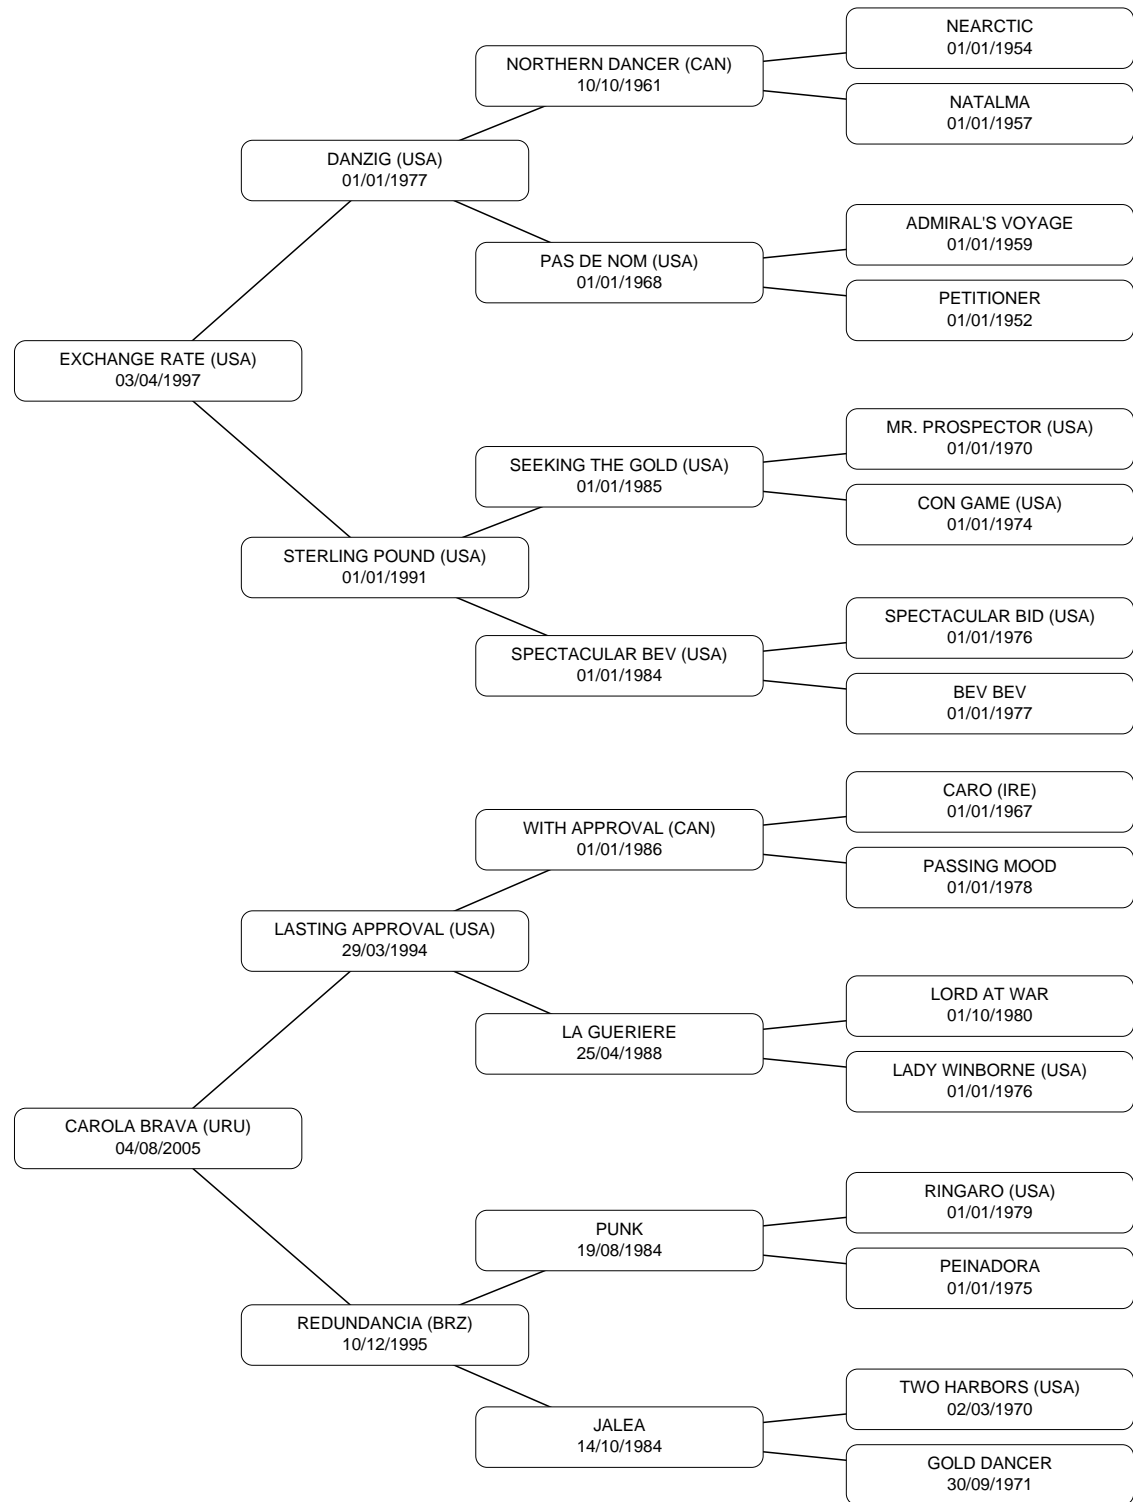 NEARCTIC
01/01/1954
NORTHERN DANCER (CAN)
10/10/1961
NATALMA
01/01/1957
DANZIG (USA)
01/01/1977
ADMIRAL'S VOYAGE
01/01/1959
PAS DE NOM (USA)
01/01/1968
PETITIONER
01/01/1952
EXCHANGE RATE (USA)
03/04/1997
MR. PROSPECTOR (USA)
01/01/1970
SEEKING THE GOLD (USA)
01/01/1985
CON GAME (USA)
01/01/1974
STERLING POUND (USA)
01/01/1991
SPECTACULAR BID (USA)
01/01/1976
SPECTACULAR BEV (USA)
01/01/1984
BEV BEV
01/01/1977
CARO (IRE)
01/01/1967
WITH APPROVAL (CAN)
01/01/1986
PASSING MOOD
01/01/1978
LASTING APPROVAL (USA)
29/03/1994
LORD AT WAR
01/10/1980
LA GUERIERE
25/04/1988
LADY WINBORNE (USA)
01/01/1976
CAROLA BRAVA (URU)
04/08/2005
RINGARO (USA)
01/01/1979
PUNK
19/08/1984
PEINADORA
01/01/1975
REDUNDANCIA (BRZ)
10/12/1995
TWO HARBORS (USA)
02/03/1970
JALEA
14/10/1984
GOLD DANCER
30/09/1971